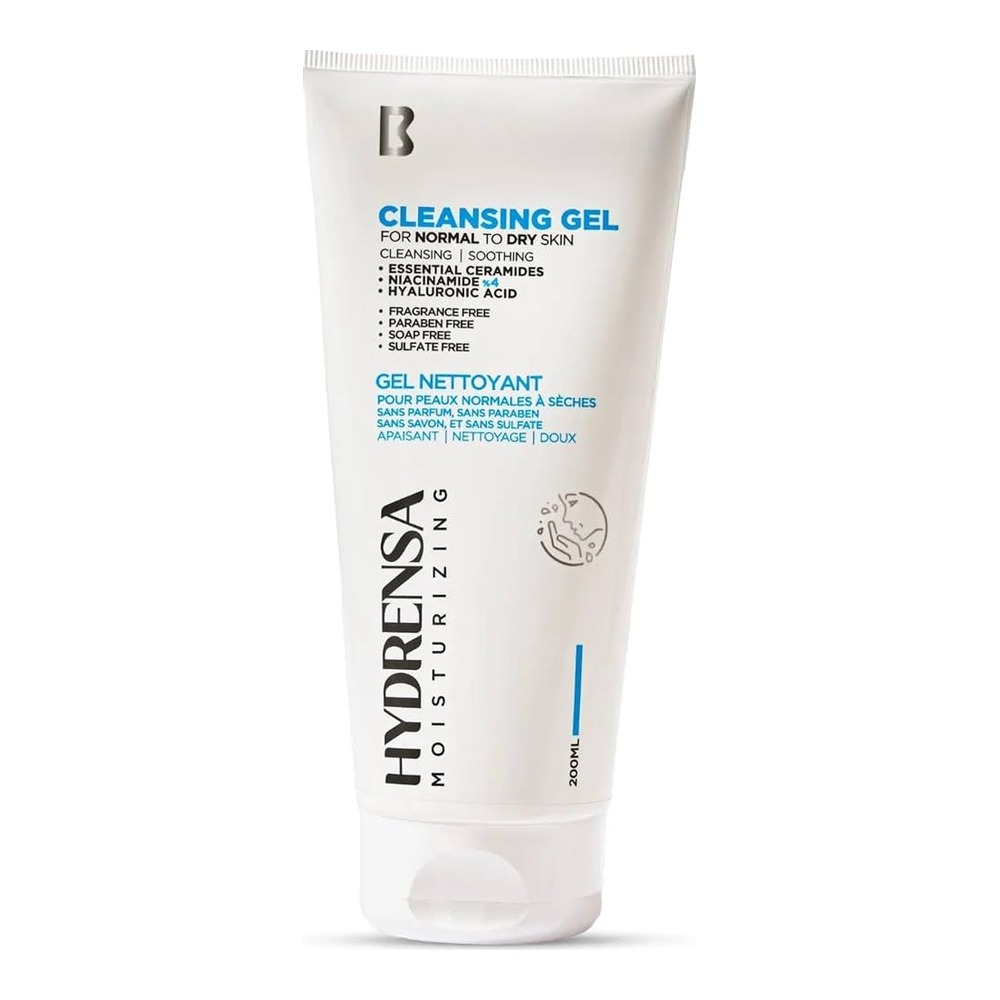 B
CLEANSING GEL
FOR NORMAL TO DRY SKIN
CLEANSING | SOOTHING
• ESSENTIAL CERAMIDES
• NIACINAMIDE %4
• HYALURONIC ACID
• FRAGRANCE FREE
• PARABEN FREE
• SOAP FREE
• SULFATE FREE
GEL NETTOYANT
POUR PEAUX NORMALES À SÈCHES
SANS PARFUM, SANS PARABEN
SANS SAVON, ET SANS SULFATE
APAISANT | NETTOYAGE | DOUX
HYDRENSA
MOISTURIZING
200ML